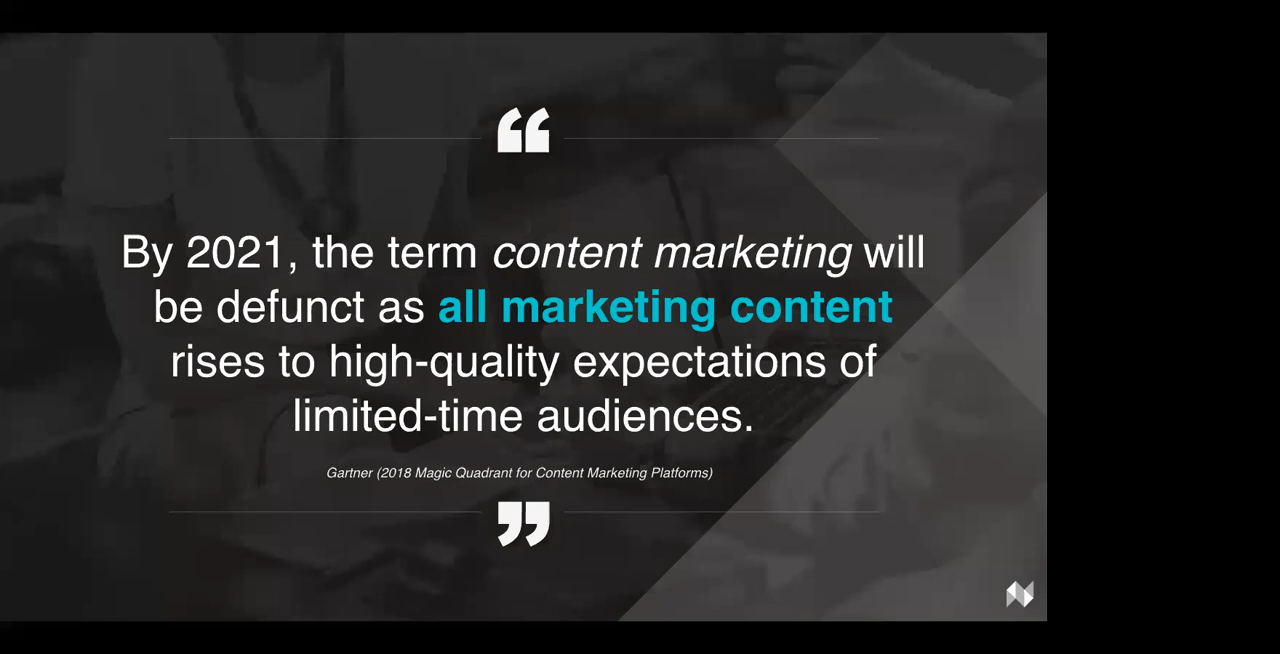 “
By 2021, the term content marketing will
be defunct as all marketing content
rises to high-quality expectations of
limited-time audiences.
Gartner (2018 Magic Quadrant for Content Marketing Platforms)
”